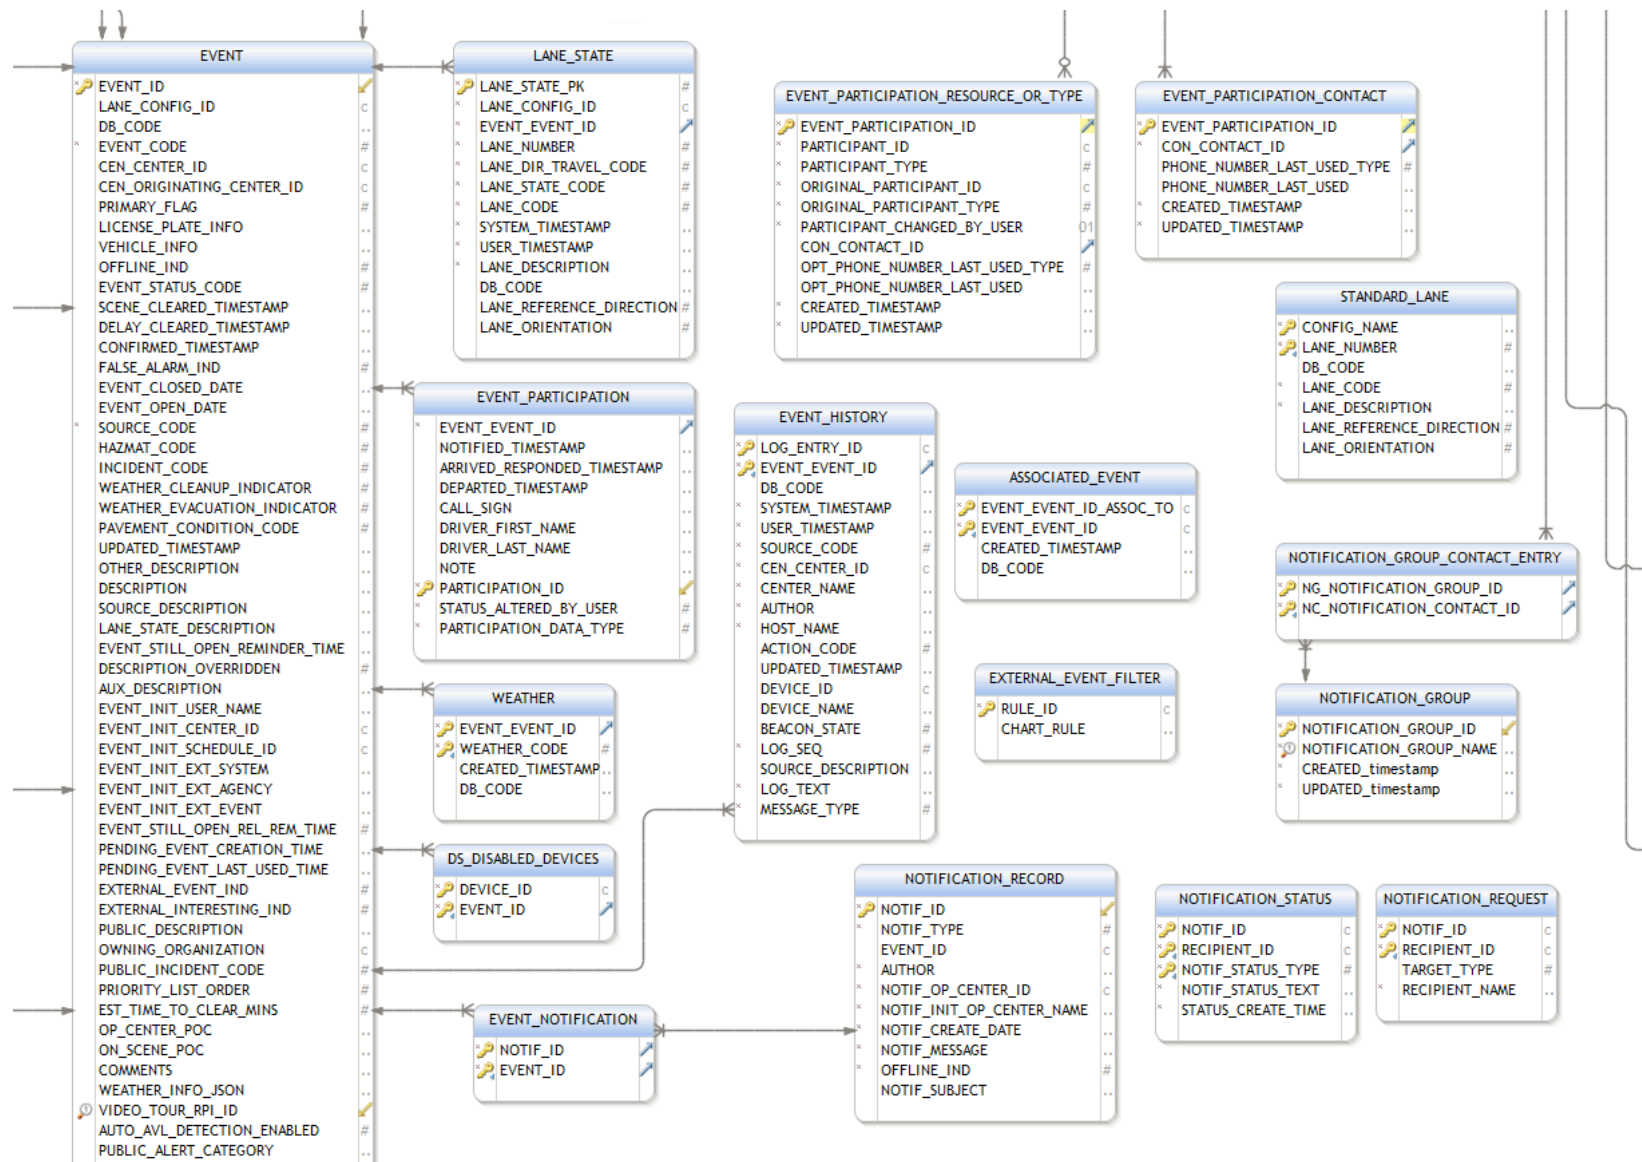 EVENT
EVENT_ID
LANE_CONFIG_ID
DB_CODE
EVENT_CODE
CEN_CENTER_ID
CEN_ORIGINATING_CENTER_ID
PRIMARY_FLAG
LICENSE_PLATE_INFO
VEHICLE_INFO
OFFLINE_IND
EVENT_STATUS_CODE
SCENE_CLEARED_TIMESTAMP
DELAY_CLEARED_TIMESTAMP
CONFIRMED_TIMESTAMP
FALSE_ALARM_IND
EVENT_CLOSED_DATE
EVENT_OPEN_DATE
SOURCE_CODE
HAZMAT_CODE
INCIDENT_CODE
WEATHER_CLEANUP_INDICATOR
WEATHER_EVACUATION_INDICATOR
PAVEMENT_CONDITION_CODE
UPDATED_TIMESTAMP
OTHER_DESCRIPTION
DESCRIPTION
SOURCE_DESCRIPTION
LANE_STATE_DESCRIPTION
EVENT_STILL_OPEN_REMINDER_TIME
DESCRIPTION_OVERRIDDEN
AUX_DESCRIPTION
EVENT_INIT_USER_NAME
EVENT_INIT_CENTER_ID
EVENT_INIT_SCHEDULE_ID
EVENT_INIT_EXT_SYSTEM
EVENT_INIT_EXT_AGENCY
EVENT_INIT_EXT_EVENT
EVENT_STILL_OPEN_REL_REM_TIME
PENDING_EVENT_CREATION_TIME
PENDING_EVENT_LAST_USED_TIME
EXTERNAL_EVENT_IND
EXTERNAL_INTERESTING_IND
PUBLIC_DESCRIPTION
OWNING_ORGANIZATION
PUBLIC_INCIDENT_CODE
PRIORITY_LIST_ORDER
EST_TIME_TO_CLEAR_MINS
OP_CENTER_POC
ON_SCENE_POC
COMMENTS
WEATHER_INFO_JSON
VIDEO_TOUR_RPI_ID
AUTO_AVL_DETECTION_ENABLED
PUBLIC_ALERT_CATEGORY
LANE_STATE
LANE_STATE_PK
LANE_CONFIG_ID
EVENT_EVENT_ID
LANE_NUMBER
LANE_DIR_TRAVEL_CODE
LANE_STATE_CODE
LANE_CODE
SYSTEM_TIMESTAMP
USER_TIMESTAMP
LANE_DESCRIPTION
DB_CODE
LANE_REFERENCE_DIRECTION
LANE_ORIENTATION
EVENT_PARTICIPATION
EVENT_EVENT_ID
NOTIFIED_TIMESTAMP
ARRIVED_RESPONDED_TIMESTAMP
DEPARTED_TIMESTAMP
CALL_SIGN
DRIVER_FIRST_NAME
DRIVER_LAST_NAME
NOTE
PARTICIPATION_ID
STATUS_ALTERED_BY_USER
PARTICIPATION_DATA_TYPE
WEATHER
EVENT_EVENT_ID
WEATHER_CODE
CREATED_TIMESTAMP
DB_CODE
DS_DISABLED_DEVICES
DEVICE_ID
EVENT_ID
EVENT_NOTIFICATION
NOTIF_ID
EVENT_ID
EVENT_PARTICIPATION_RESOURCE_OR_TYPE
EVENT_PARTICIPATION_ID
PARTICIPANT_ID
PARTICIPANT_TYPE
ORIGINAL_PARTICIPANT_ID
ORIGINAL_PARTICIPANT_TYPE
PARTICIPANT_CHANGED_BY_USER
CON_CONTACT_ID
OPT_PHONE_NUMBER_LAST_USED_TYPE
OPT_PHONE_NUMBER_LAST_USED
CREATED_TIMESTAMP
UPDATED_TIMESTAMP
EVENT_HISTORY
LOG_ENTRY_ID
EVENT_EVENT_ID
DB_CODE
SYSTEM_TIMESTAMP
USER_TIMESTAMP
SOURCE_CODE
CEN_CENTER_ID
CENTER_NAME
AUTHOR
HOST_NAME
ACTION_CODE
UPDATED_TIMESTAMP
DEVICE_ID
DEVICE_NAME
BEACON_STATE
LOG_SEQ
SOURCE_DESCRIPTION
LOG_TEXT
MESSAGE_TYPE
NOTIFICATION_RECORD
NOTIF_ID
NOTIF_TYPE
EVENT_ID
AUTHOR
NOTIF_OP_CENTER_ID
NOTIF_INIT_OP_CENTER_NAME
NOTIF_CREATE_DATE
NOTIF_MESSAGE
OFFLINE_IND
NOTIF_SUBJECT
ASSOCIATED_EVENT
EVENT_EVENT_ID_ASSOC_TO
EVENT_EVENT_ID
CREATED_TIMESTAMP
DB_CODE
EXTERNAL_EVENT_FILTER
RULE_ID
CHART_RULE
EVENT_PARTICIPATION_CONTACT
EVENT_PARTICIPATION_ID
CON_CONTACT_ID
PHONE_NUMBER_LAST_USED_TYPE
PHONE_NUMBER_LAST_USED
CREATED_TIMESTAMP
UPDATED_TIMESTAMP
STANDARD_LANE
CONFIG_NAME
LANE_NUMBER
DB_CODE
LANE_CODE
LANE_DESCRIPTION
LANE_REFERENCE_DIRECTION
LANE_ORIENTATION
NOTIFICATION_GROUP_CONTACT_ENTRY
NG_NOTIFICATION_GROUP_ID
NC_NOTIFICATION_CONTACT_ID
NOTIFICATION_GROUP
NOTIFICATION_GROUP_ID
NOTIFICATION_GROUP_NAME
CREATED_timestamp
UPDATED_timestamp
NOTIFICATION_STATUS
NOTIF_ID
RECIPIENT_ID
NOTIF_STATUS_TYPE
NOTIF_STATUS_TEXT
STATUS_CREATE_TIME
NOTIFICATION_REQUEST
NOTIF_ID
RECIPIENT_ID
TARGET_TYPE
RECIPIENT_NAME